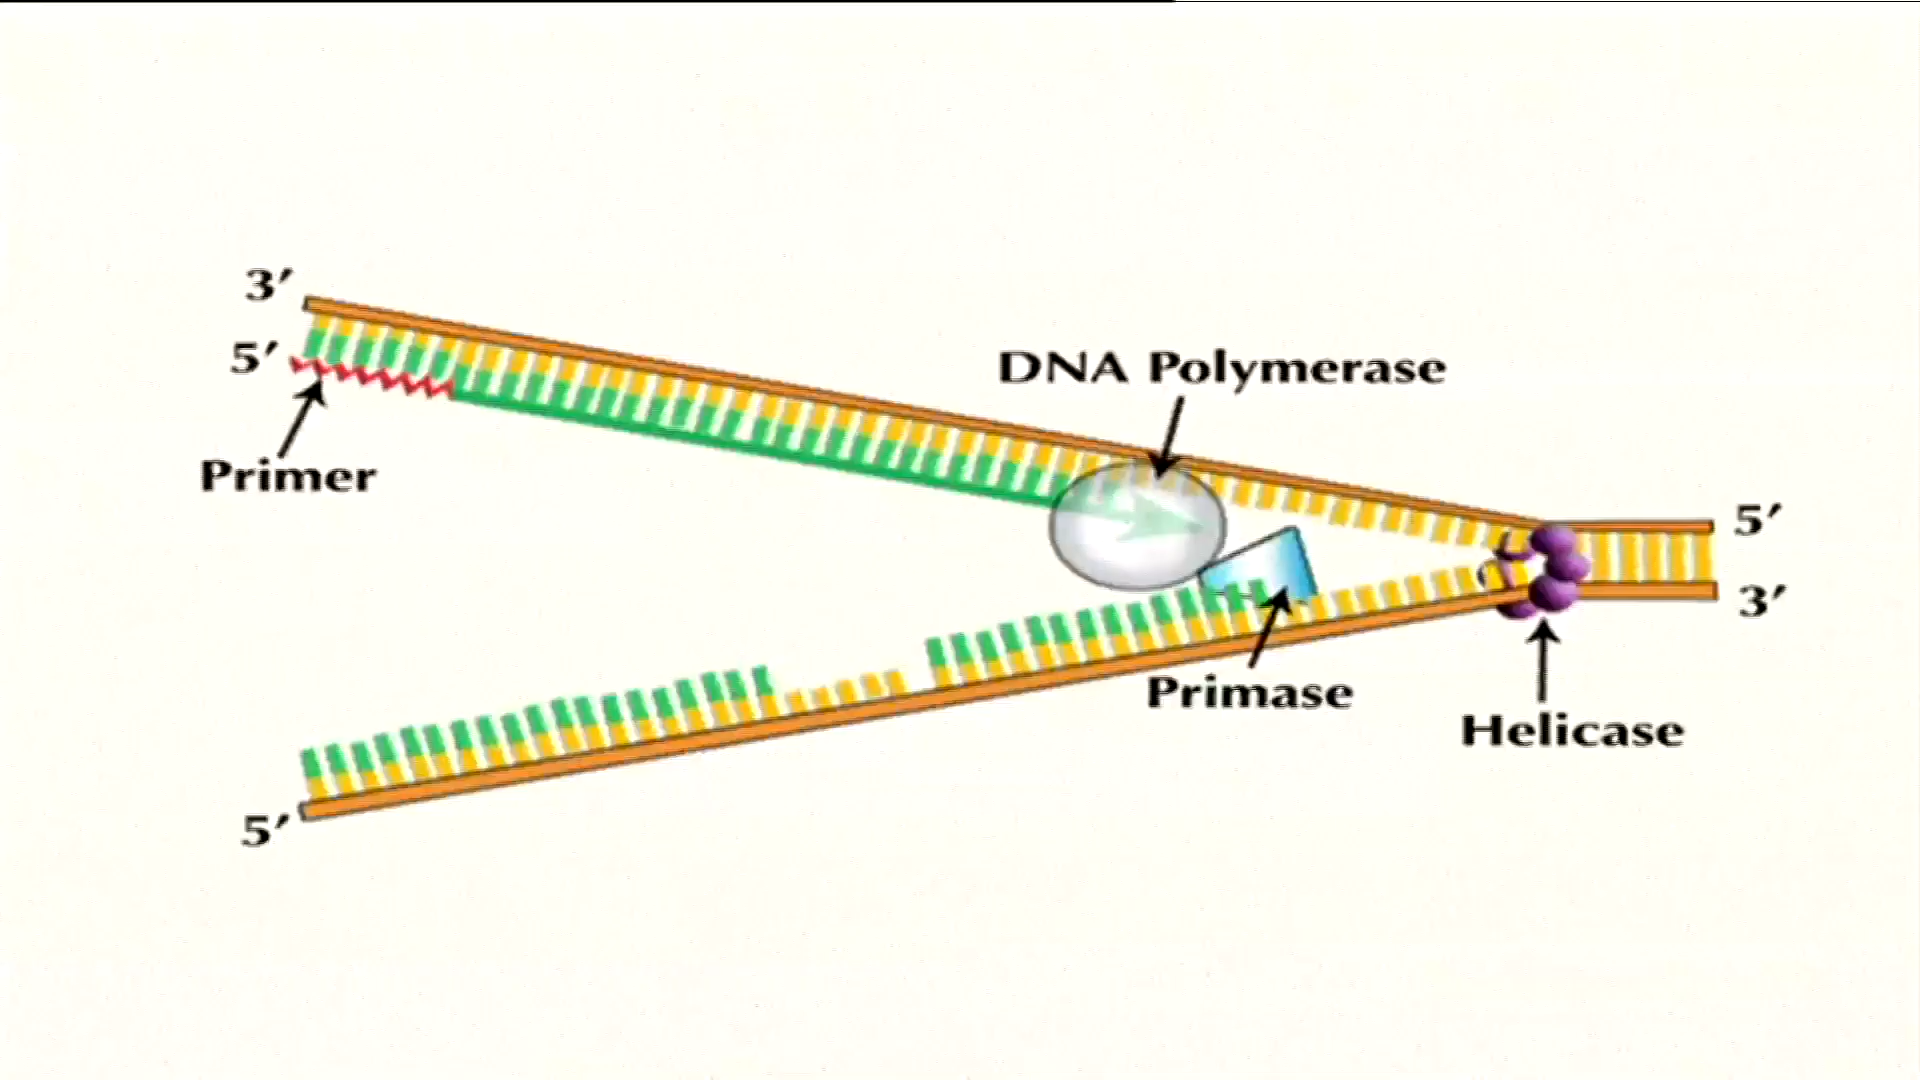 3′
5′
DNA Polymerase
Primer
5′
3′
Primase
Helicase
5′